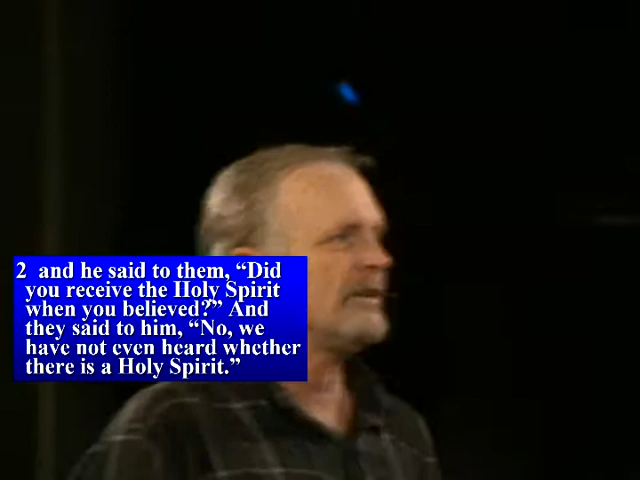 2 and he said to them, “Did
you receive the Holy Spirit
when you believed?” And
they said to him, “No, we
have not even heard whether
there is a Holy Spirit.”